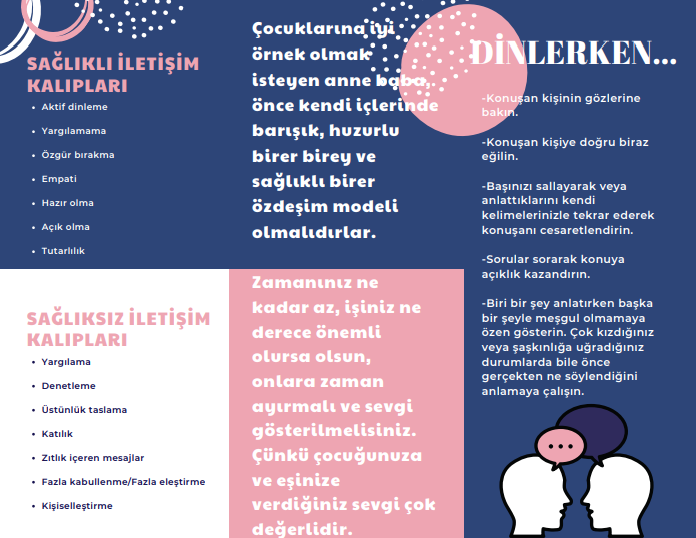 SAĞLIKLI İLETİŞİM
KALIPLARI
• Aktif dinleme
• Yargılamama
• Özgür bırakma
• Empati
• Hazır olma
• Açık olma
• Tutarlılık
SAĞLIKSIZ İLETİŞİM
KALIPLARI
• Yargılama
• Denetleme
• Üstünlük taslama
• Katılık
• Zıtlık içeren mesajlar
• Fazla kabullenme/Fazla eleştirme
• Kişiselleştirme
Çocuklarına iyi
örnek olmak
isteyen anne baba,
önce kendi içlerinde
barışık, huzurlu
birer birey ve
sağlıklı birer
özdeşim modeli
olmalıdırlar.
Zamanınız ne
kadar az, işiniz ne
derece önemli
olursa olsun,
onlara zaman
ayırmalı ve sevgi
gösterilmelisiniz.
Çünkü çocuğunuza
ve eşinize
verdiğiniz sevgi çok
değerlidir.
DİNLERKEN...
-Konuşan kişinin gözlerine
bakın.
-Konuşan kişiye doğru biraz
eğilin.
-Başınızı sallayarak veya
anlattıklarını kendi
kelimelerinizle tekrar ederek
konuşanı cesaretlendirin.
-Sorular sorarak konuya
açıklık kazandırın.
-Biri bir şey anlatırken başka
bir şeyle meşgul olmamaya
özen gösterin. Çok kızdığınız
veya şaşkınlığa uğradığınız
durumlarda bile önce
gerçekten ne söylendiğini
anlamaya çalışın.